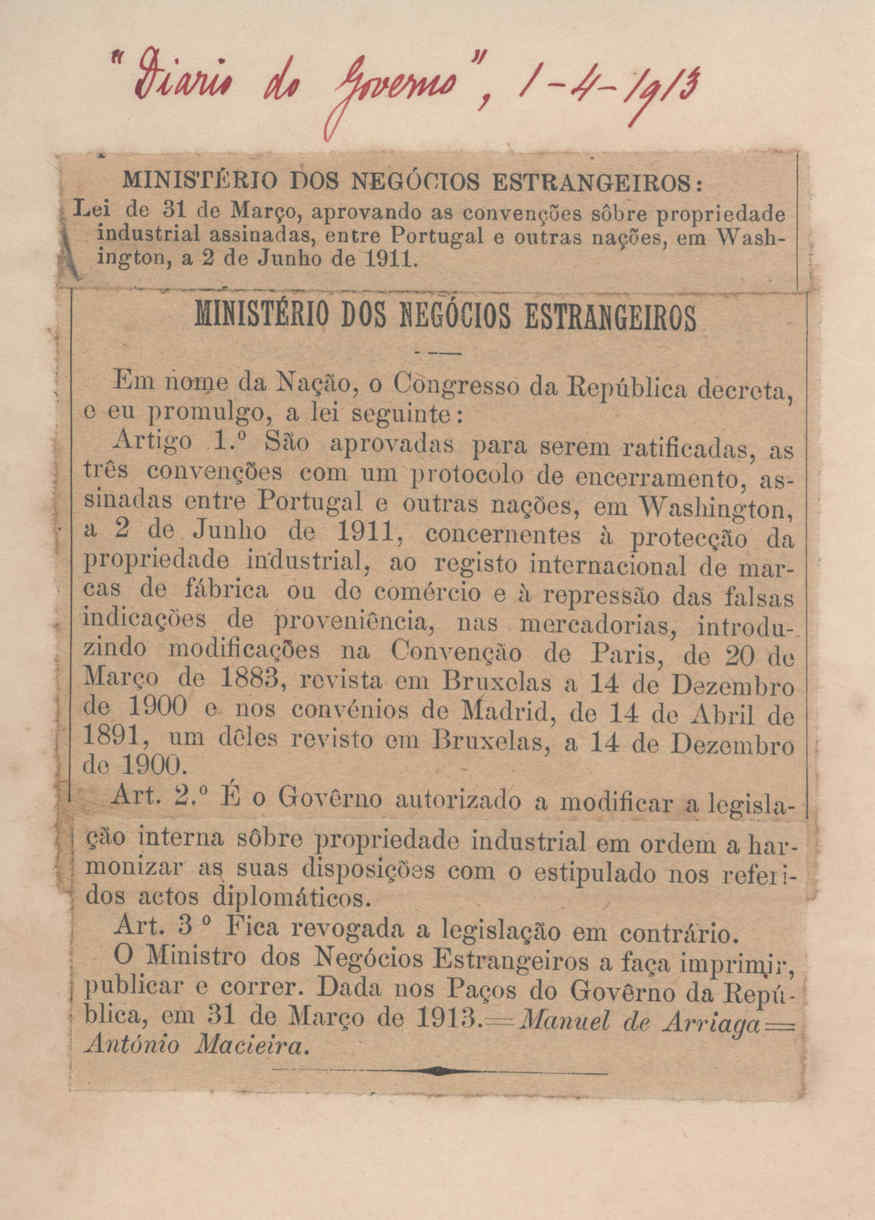 "Diario do Governo", 1-4-1913
MINISTÉRIO DOS NEGÓCIOS ESTRANGEIROS:
Lei de 31 de Março, aprovando as convenções sôbre propriedade
industrial assinadas, entre Portugal e outras nações, em Wash-
ington, a 2 de Junho de 1911.
MINISTÉRIO DOS NEGÓCIOS ESTRANGEIROS
Em nome da Nação, o Congresso da República decreta,
e eu promulgo, a lei seguinte:
Artigo 1.º São aprovadas para serem ratificadas, as
três convenções com um protocolo de encerramento, as-
sinadas entre Portugal e outras nações, em Washington,
a 2 de Junho de 1911, concernentes à protecção da
propriedade industrial, ao registo internacional de mar-
cas de fábrica ou de comércio e à repressão das falsas
indicações de proveniência, nas mercadorias, introdu-
zindo modificações na Convenção de Paris, de 20 de
Março de 1883, revista em Bruxelas a 14 de Dezembro
de 1900 e nos convénios de Madrid, de 14 de Abril de
1891, um dêles revisto em Bruxelas, a 14 de Dezembro
de 1900.
Art. 2.º É o Govêrno autorizado a modificar a legisla-
ção interna sôbre propriedade industrial em ordem a har-
monizar as suas disposições com o estipulado nos referi-
dos actos diplomáticos.
Art. 3 º Fica revogada a legislação em contrário.
O Ministro dos Negócios Estrangeiros a faça imprimir,
publicar e correr. Dada nos Paços do Govêrno da Repú-
blica, em 31 de Março de 1913.=Manuel de Arriaga=
António Macieira.